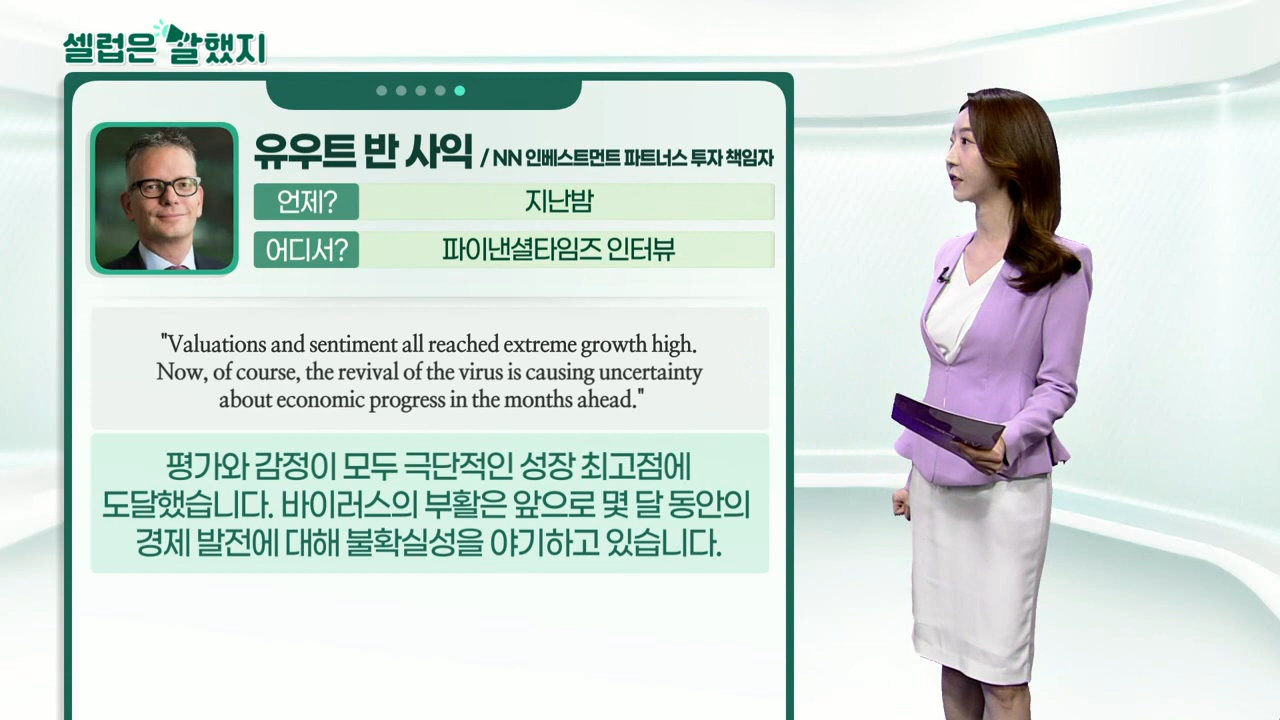 셀럽은 말했지
유우트 반 사익 / NN 인베스트먼트 파트너스 투자 책임자
언제? 지난밤
어디서? 파이낸셜타임즈 인터뷰
"Valuations and sentiment all reached extreme growth high.
Now, of course, the revival of the virus is causing uncertainty
about economic progress in the months ahead."
평가와 감정이 모두 극단적인 성장 최고점에
도달했습니다. 바이러스의 부활은 앞으로 몇 달 동안의
경제 발전에 대해 불확실성을 야기하고 있습니다.